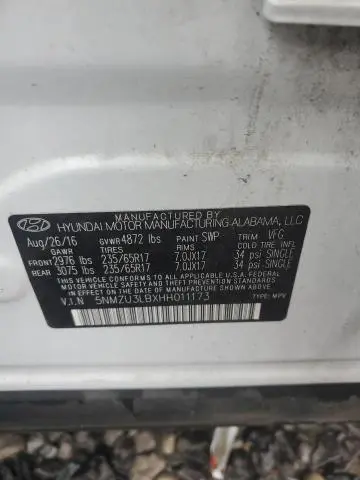 MANUFACTURED BY
HYUNDAI MOTOR MANUFACTURING ALABAMA, LLC
Aug/26/16 GVWR 4872 lbs PAINT SWP TRIM VFG
GAWR TIRES RIMS COLD
FRONT 2976 lbs 235/65R17 7.0JX17 34 psi -SINGLE
REAR 3075 lbs 235/65R17 7.0JX17 34 psi -SINGLE
THIS VEHICLE CONFORMS TO ALL APPLICABLE U.S. FEDERAL MOTOR
VEHICLE SAFETY AND THEFT PREVENTION STANDARDS IN EFFECT
ON THE DATE OF MANUFACTURE SHOWN ABOVE.
V.I.N 5NMZU3LBXHH011173 TYPE: MPV